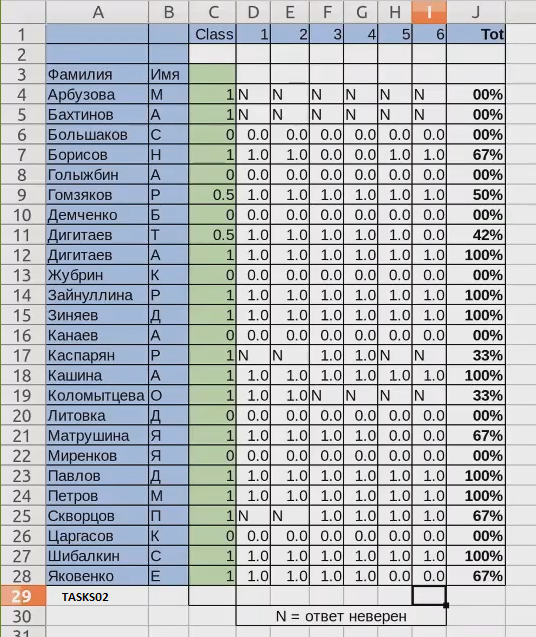 A B C D E F G H I J
1 Class 1 2 3 4 5 6 Tot
2
3 Фамилия Имя
4 Арбузова М 1 N N N N N N 00%
5 Бахтинов А 1 N N N N N N 00%
6 Большаков С 0 0.0 0.0 0.0 0.0 0.0 0.0 00%
7 Борисов Н 1 1.0 1.0 0.0 0.0 1.0 1.0 67%
8 Голыжбин А 0 0.0 0.0 0.0 0.0 0.0 0.0 00%
9 Гомзяков Р 0.5 1.0 1.0 1.0 1.0 1.0 1.0 50%
10 Демченко Б 0 0.0 0.0 0.0 0.0 0.0 0.0 00%
11 Дигитаев Т 0.5 1.0 1.0 1.0 1.0 1.0 0.0 42%
12 Дигитаев А 1 1.0 1.0 1.0 1.0 1.0 1.0 100%
13 Жубрин К 0 0.0 0.0 0.0 0.0 0.0 0.0 00%
14 Зайнуллина Р 1 1.0 1.0 1.0 1.0 1.0 1.0 100%
15 Зиняев Д 1 1.0 1.0 1.0 1.0 1.0 1.0 100%
16 Канаев А 0 0.0 0.0 0.0 0.0 0.0 0.0 00%
17 Каспарян Р 1 N N 1.0 1.0 N N 33%
18 Кашина А 1 1.0 1.0 1.0 1.0 1.0 1.0 100%
19 Коломытцева О 1 1.0 1.0 N N N N 33%
20 Литовка Д 0 0.0 0.0 0.0 0.0 0.0 0.0 00%
21 Матрушина Я 1 1.0 1.0 1.0 1.0 0.0 0.0 67%
22 Миренков Я 0 0.0 0.0 0.0 0.0 0.0 0.0 00%
23 Павлов Д 1 1.0 1.0 1.0 1.0 1.0 1.0 100%
24 Петров М 1 1.0 1.0 1.0 1.0 1.0 1.0 100%
25 Скворцов П 1 N N 1.0 1.0 1.0 1.0 67%
26 Царгасов К 0 0.0 0.0 0.0 0.0 0.0 0.0 00%
27 Шибалкин С 1 1.0 1.0 1.0 1.0 1.0 1.0 100%
28 Яковенко Е 1 1.0 1.0 1.0 1.0 0.0 0.0 67%
29 TASKS02
30 N = ответ неверен
31